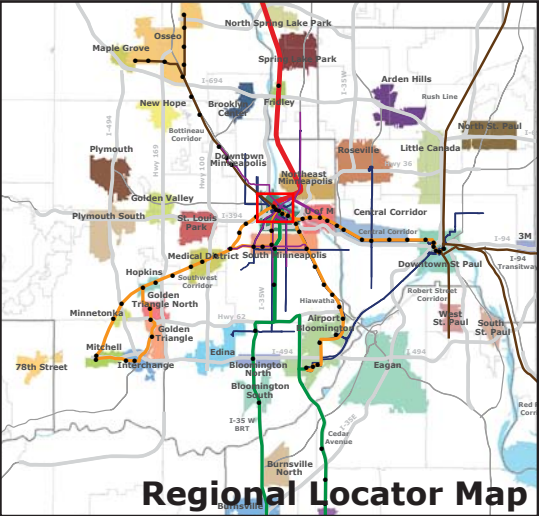 North Spring Lake Park
Osseo
Maple Grove
Spring Lake Park
I-694
I-35W
Arden Hills
Rush Line
New Hope
Brooklyn
Center
Fridley
I-494
Bottineau
Corridor
North St. Paul
Plymouth
Hwy 169
Hwy 100
Downtown
Minneapolis
Roseville
Little Canada
Hwy 36
Northeast
Minneapolis
Golden Valley
Plymouth South
St. Louis
Park
I-394
U of M
Central Corridor
Central Corridor
I-94
3M
Medical District
South Minneapolis
Downtown St Paul
I-94
Transitway
Hopkins
Southwest
Corridor
Golden
Triangle North
I-35W
Hiawatha
Robert Street
Corridor
Minnetonka
Hwy 62
Airport
Bloomington
West
St. Paul
South
St. Paul
Golden
Triangle
Mitchell
78th Street
Interchange
Edina
I-494
I-494
Bloomington
North
Eagan
Bloomington
South
I-35 W
BRT
I-35E
Cedar
Avenue
Red
Corr
Burnsville
North
Regional Locator Map
Burnsville